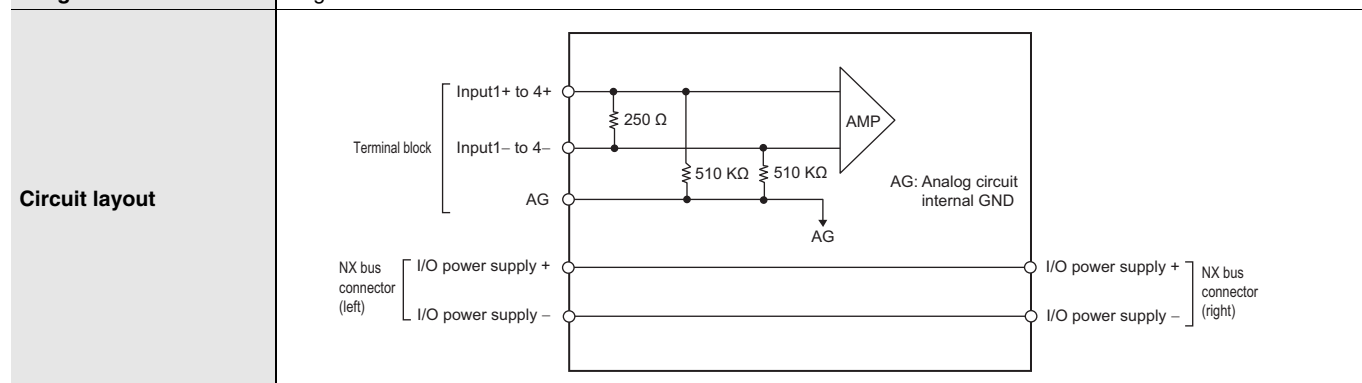 Circuit layout
Terminal block
Input1+ to 4+
Input1− to 4−
AG
250 Ω
510 KΩ
510 KΩ
AMP
AG
AG: Analog circuit
internal GND
NX bus
connector
(left)
I/O power supply +
I/O power supply −
I/O power supply +
I/O power supply −
NX bus
connector
(right)